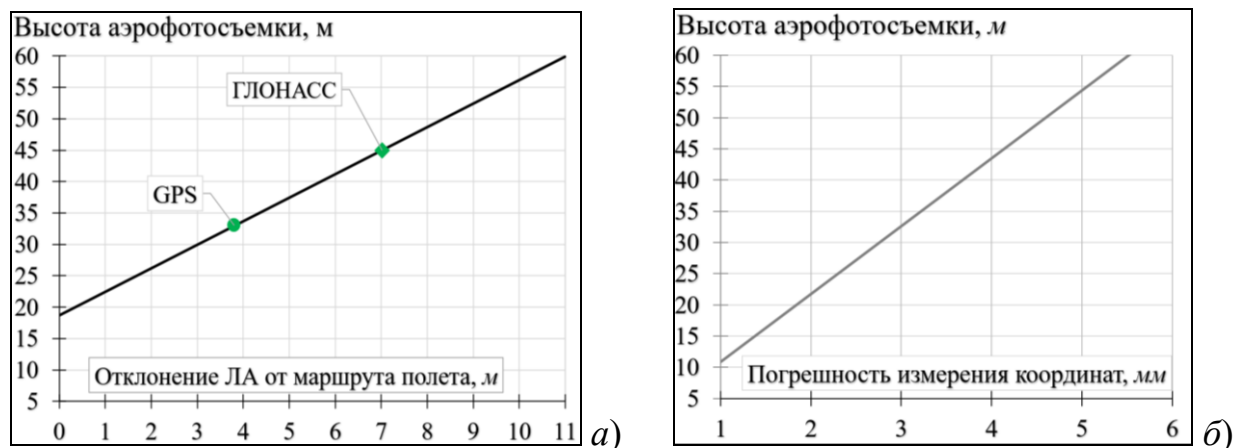 Высота аэрофотосъемки, м
60
55
50
45
40
35
30
25
20
15
10
5
ГЛОНАСС
GPS
Отклонение ЛА от маршрута полета, м
0 1 2 3 4 5 6 7 8 9 10 11
а)
Высота аэрофотосъемки, м
60
55
50
45
40
35
30
25
20
15
10
5
Погрешность измерения координат, мм
1 2 3 4 5 6
б)